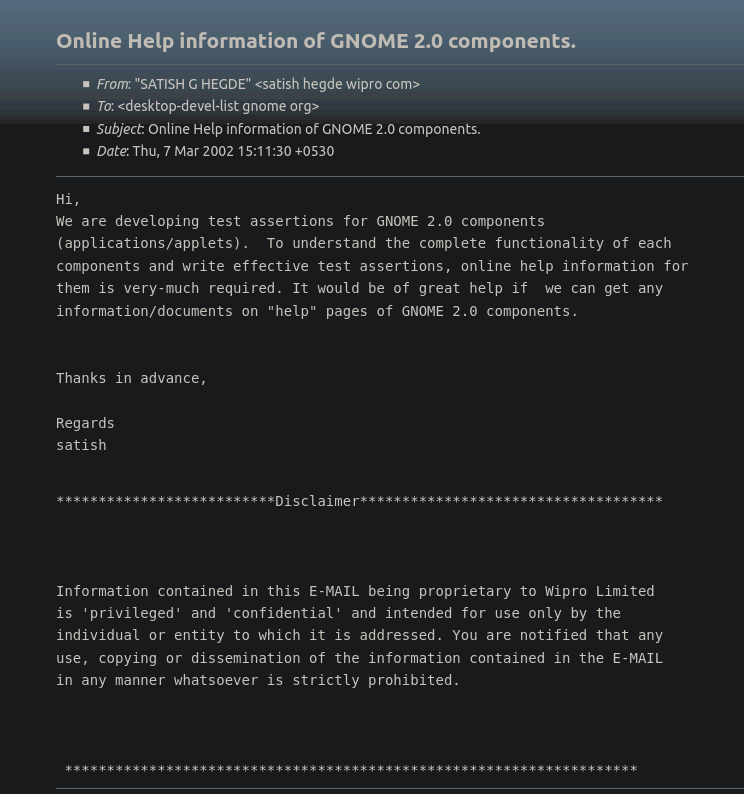 Online Help information of GNOME 2.0 components.
From: "SATISH G HEGDE" <satish hegde wipro com>
To: <desktop-devel-list gnome org>
Subject: Online Help information of GNOME 2.0 components.
Date: Thu, 7 Mar 2002 15:11:30 +0530
Hi,
We are developing test assertions for GNOME 2.0 components
(applications/applets).  To understand the complete functionality of each
components and write effective test assertions, online help information for
them is very-much required. It would be of great help if  we can get any
information/documents on "help" pages of GNOME 2.0 components.
Thanks in advance,
Regards
satish
**************************Disclaimer************************************
Information contained in this E-MAIL being proprietary to Wipro Limited
is 'privileged' and 'confidential' and intended for use only by the
individual or entity to which it is addressed. You are notified that any
use, copying or dissemination of the information contained in the E-MAIL
in any manner whatsoever is strictly prohibited.
********************************************************************